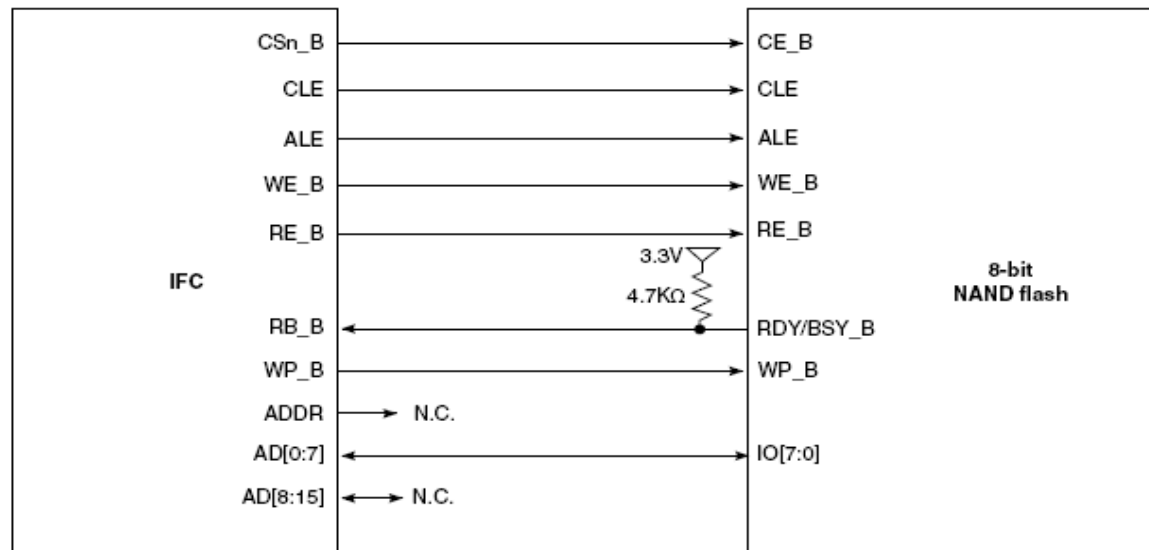 CSn_B
CE_B
CLE
CLE
ALE
ALE
WE_B
WE_B
RE_B
RE_B
3.3V
4.7KΩ
IFC
8-bit
NAND flash
RB_B
RDY/BSY_B
WP_B
WP_B
ADDR
N.C.
AD[0:7]
IO[7:0]
AD[8:15]
N.C.